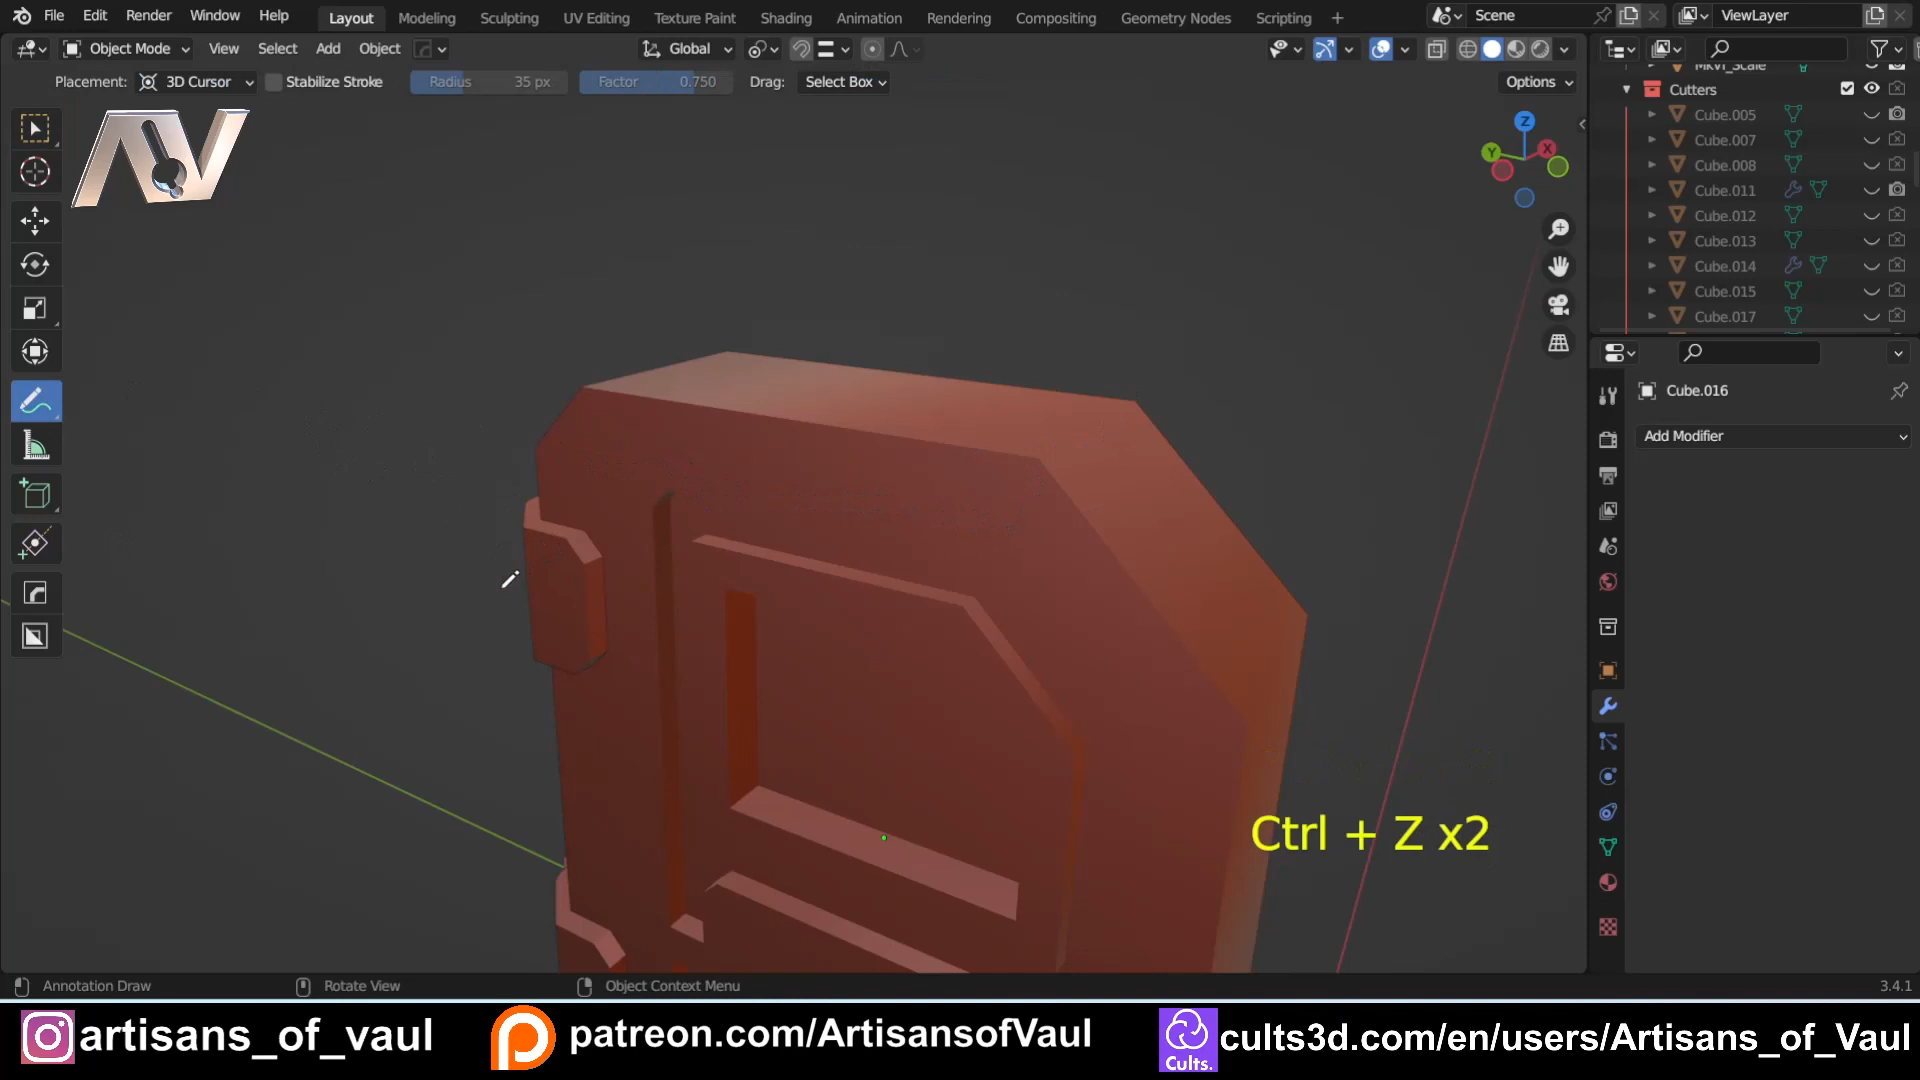 File Edit Render Window Help Layout Modeling Sculpting UV Editing Texture Paint Shading Animation Rendering Compositing Geometry Nodes Scripting + Scene ViewLayer
Object Mode View Select Add Object Global
Placement: 3D Cursor Stabilize Stroke Radius 35 px Factor 0.750 Drag: Select Box Options
AV
Z
Y
X
MkVI_Scale
Cutters
Cube.005
Cube.007
Cube.008
Cube.011
Cube.012
Cube.013
Cube.014
Cube.015
Cube.017
Cube.016
Add Modifier
Ctrl + Z x2
Annotation Draw Rotate View Object Context Menu 3.4.1
artisans_of_vaul patreon.com/ArtisansofVaul Cults. cults3d.com/en/users/Artisans_of_Vaul